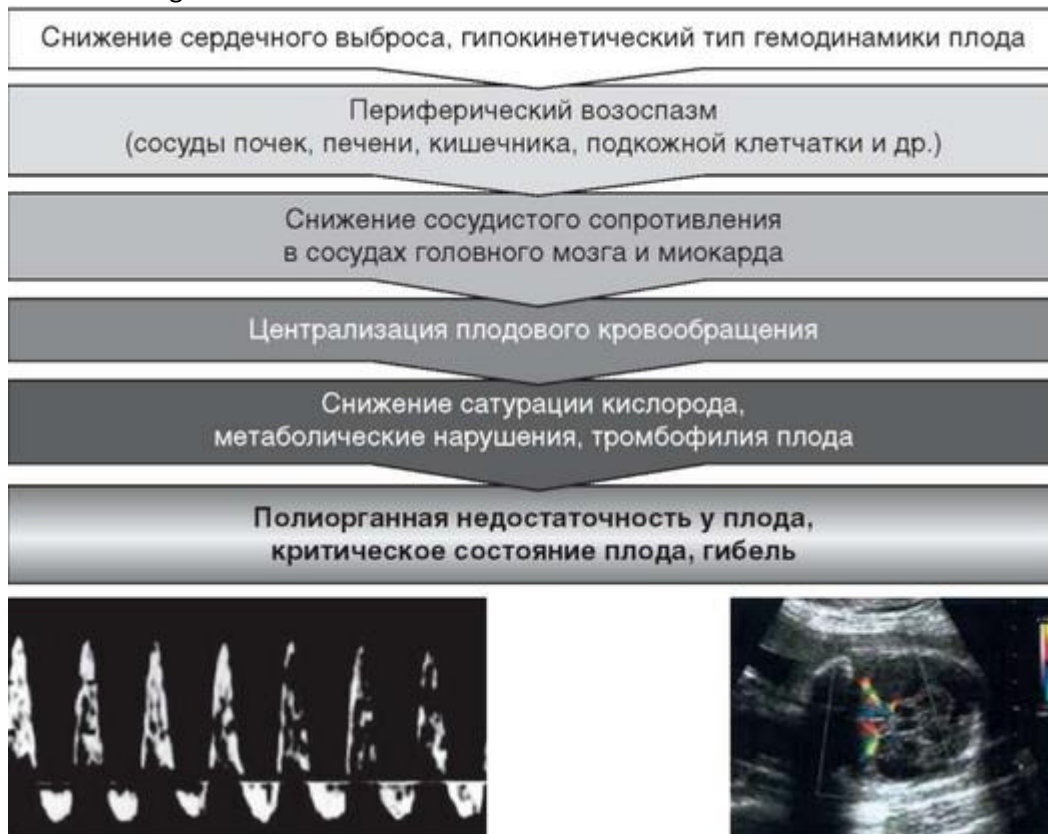 Снижение сердечного выброса, гипокинетический тип гемодинамики плода
Периферический возоспазм
(сосуды почек, печени, кишечника, подкожной клетчатки и др.)
Снижение сосудистого сопротивления
в сосудах головного мозга и миокарда
Централизация плодового кровообращения
Снижение сатурации кислорода,
метаболические нарушения, тромбофилия плода
Полиорганная недостаточность у плода,
критическое состояние плода, гибель